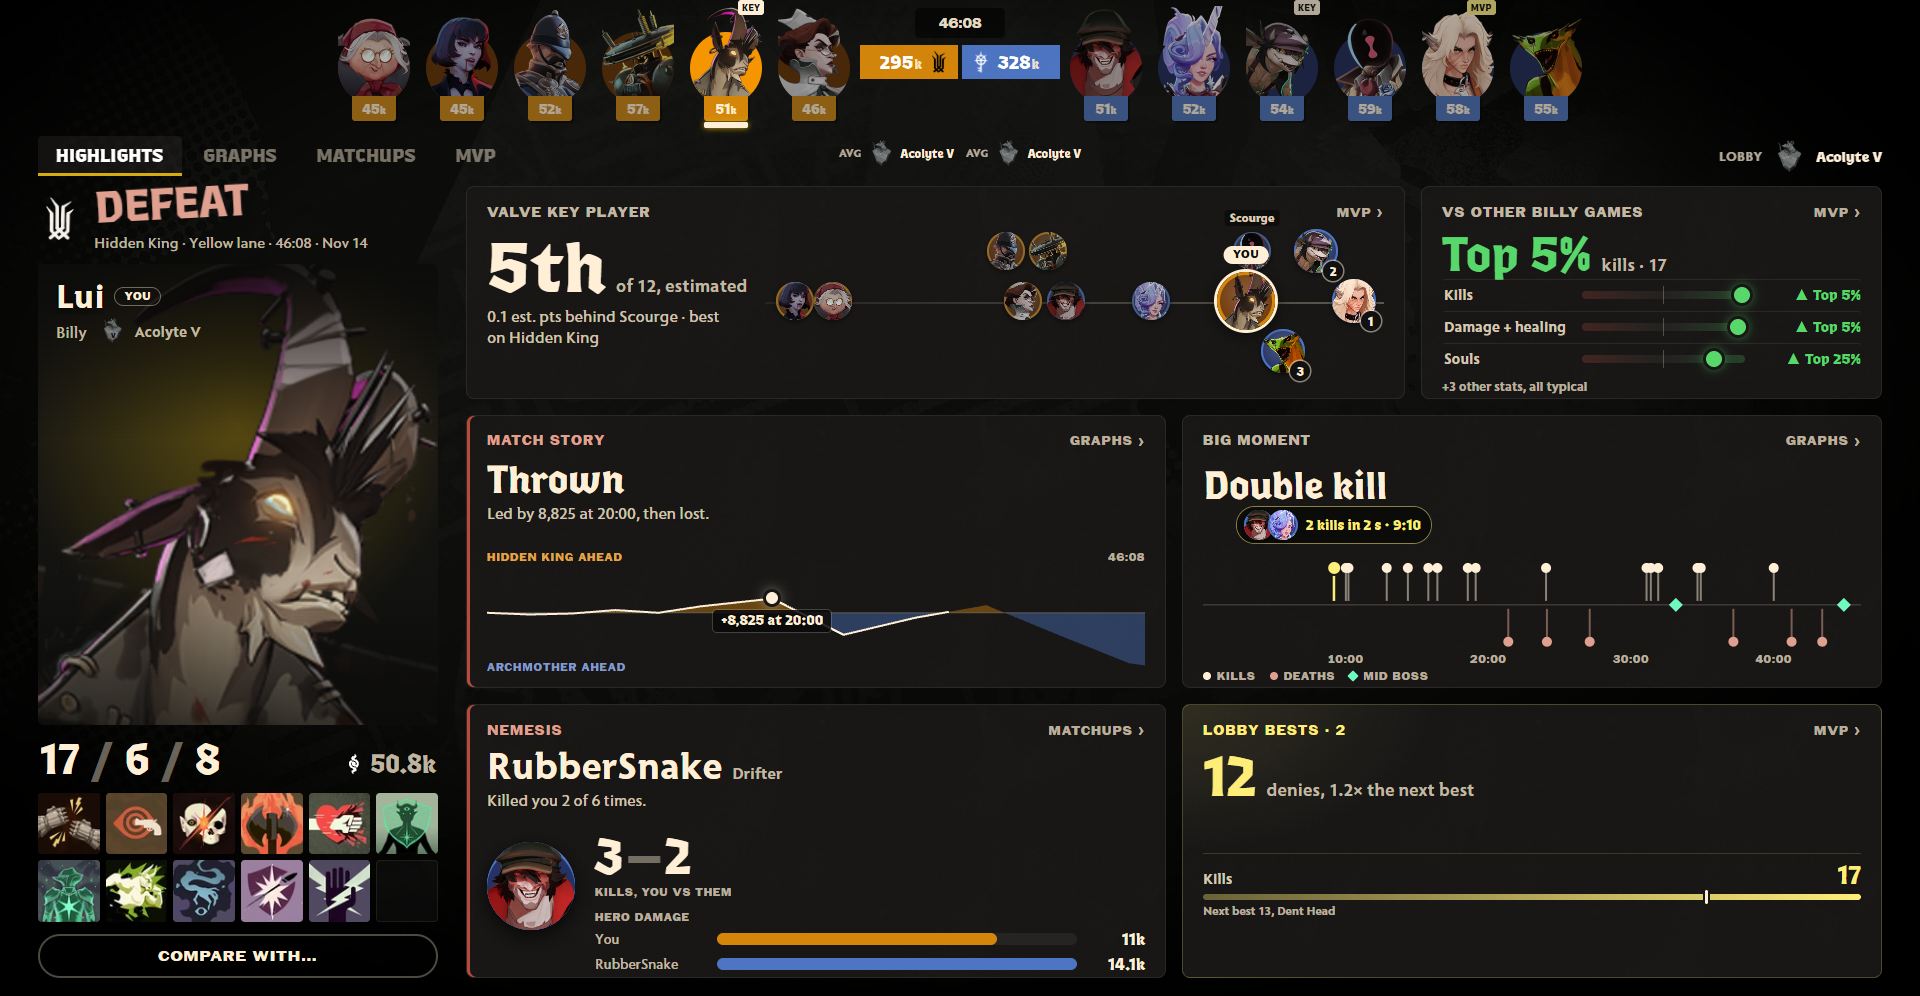 KEY
KEY
MVP
46:08
295k
328k
45k
45k
52k
57k
51k
46k
51k
52k
54k
59k
58k
55k
HIGHLIGHTS
GRAPHS
MATCHUPS
MVP
AVG Acolyte V
AVG Acolyte V
LOBBY Acolyte V
DEFEAT
Hidden King · Yellow lane · 46:08 · Nov 14
Lui YOU
Billy Acolyte V
17 / 6 / 8
50.8k
COMPARE WITH...
VALVE KEY PLAYER
MVP ›
5th of 12, estimated
0.1 est. pts behind Scourge · best
on Hidden King
Scourge
YOU
2
1
3
VS OTHER BILLY GAMES
MVP ›
Top 5% kills · 17
Kills ▲ Top 5%
Damage + healing ▲ Top 5%
Souls ▲ Top 25%
+3 other stats, all typical
MATCH STORY
GRAPHS ›
Thrown
Led by 8,825 at 20:00, then lost.
HIDDEN KING AHEAD
46:08
+8,825 at 20:00
ARCHMOTHER AHEAD
BIG MOMENT
GRAPHS ›
Double kill
2 kills in 2 s · 9:10
10:00
20:00
30:00
40:00
KILLS
DEATHS
MID BOSS
NEMESIS
MATCHUPS ›
RubberSnake Drifter
Killed you 2 of 6 times.
3—2
KILLS, YOU VS THEM
HERO DAMAGE
You 11k
RubberSnake 14.1k
LOBBY BESTS · 2
MVP ›
12 denies, 1.2× the next best
Kills 17
Next best 13, Dent Head